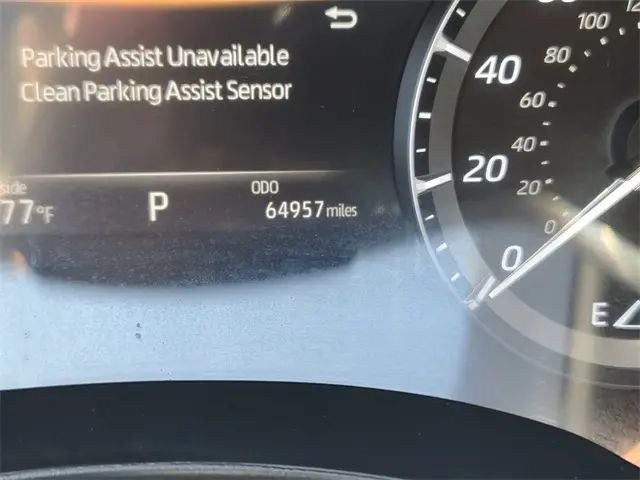 Parking Assist Unavailable
Clean Parking Assist Sensor
side
77°F
P
ODO
64957 miles
0
20
40
0
20
40
60
80
100
E